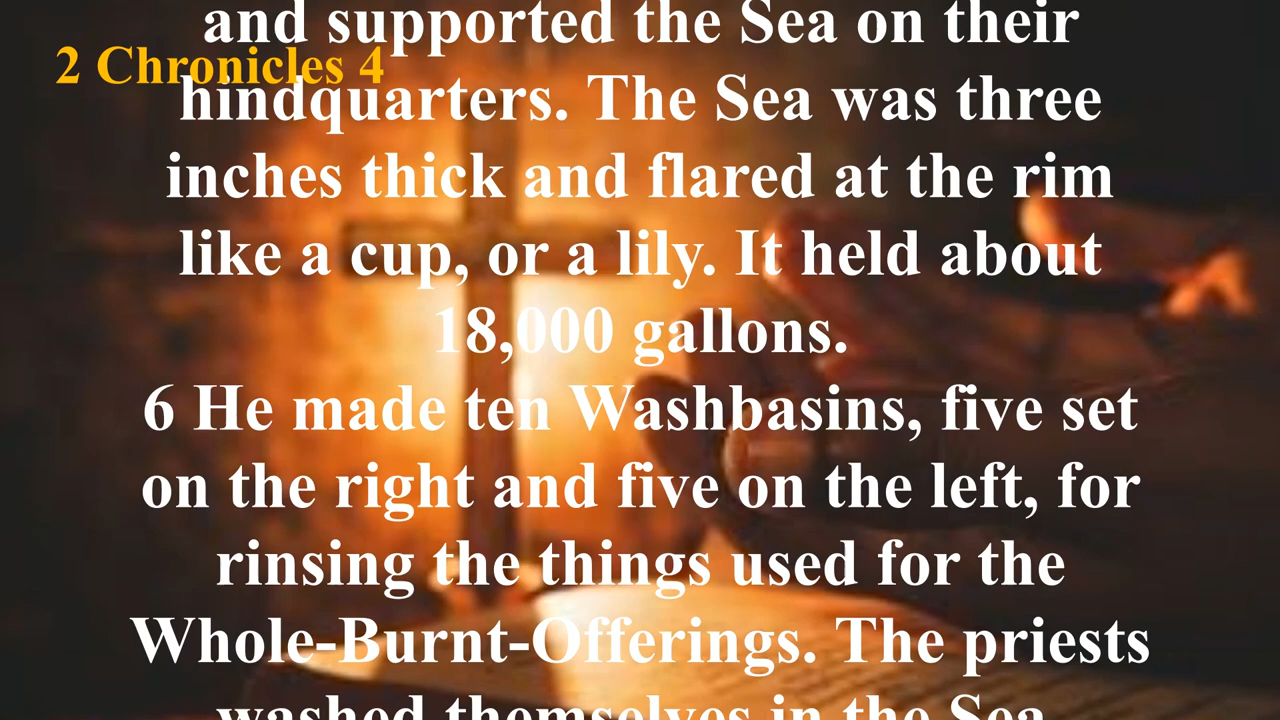 and supported the Sea on their
2 Chronicles 4
hindquarters. The Sea was three
inches thick and flared at the rim
like a cup, or a lily. It held about
18,000 gallons.
6 He made ten Washbasins, five set
on the right and five on the left, for
rinsing the things used for the
Whole-Burnt-Offerings. The priests
washed themselves in the Sea.